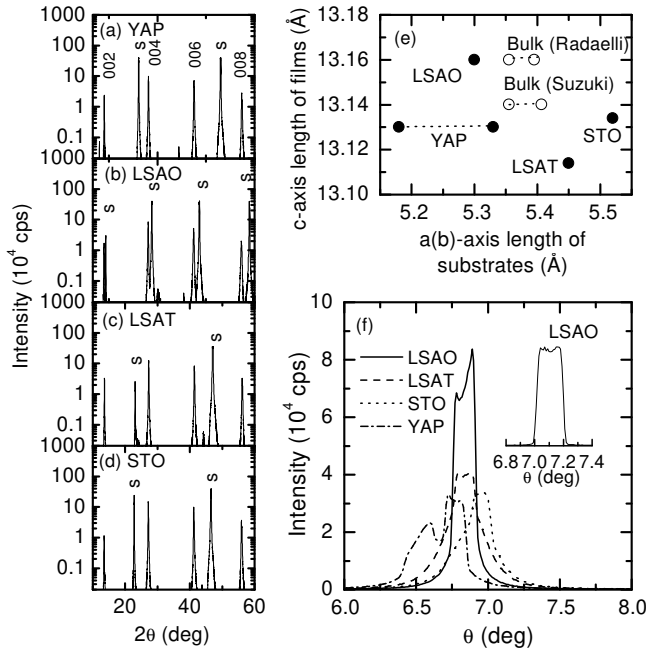 (a) YAP
002
s
004
006
s
008
1000
100
10
1
0.1
1000
(b) LSAO
s
s
s
s
100
10
1
0.1
1000
(c) LSAT
s
s
100
10
1
0.1
1000
(d) STO
s
s
100
10
1
0.1
20
40
60
2θ (deg)
Intensity (10⁴ cps)
(e)
13.18
13.16
13.14
13.12
13.10
c-axis length of films (Å)
LSAO
Bulk (Radaelli)
Bulk (Suzuki)
YAP
STO
LSAT
5.2
5.3
5.4
5.5
a(b)-axis length of
substrates (Å)
(f)
10
8
6
4
2
0
Intensity (10⁴ cps)
LSAO
LSAT
STO
YAP
LSAO
6.8 7.0 7.2 7.4
θ (deg)
6.0
6.5
7.0
7.5
8.0
θ (deg)